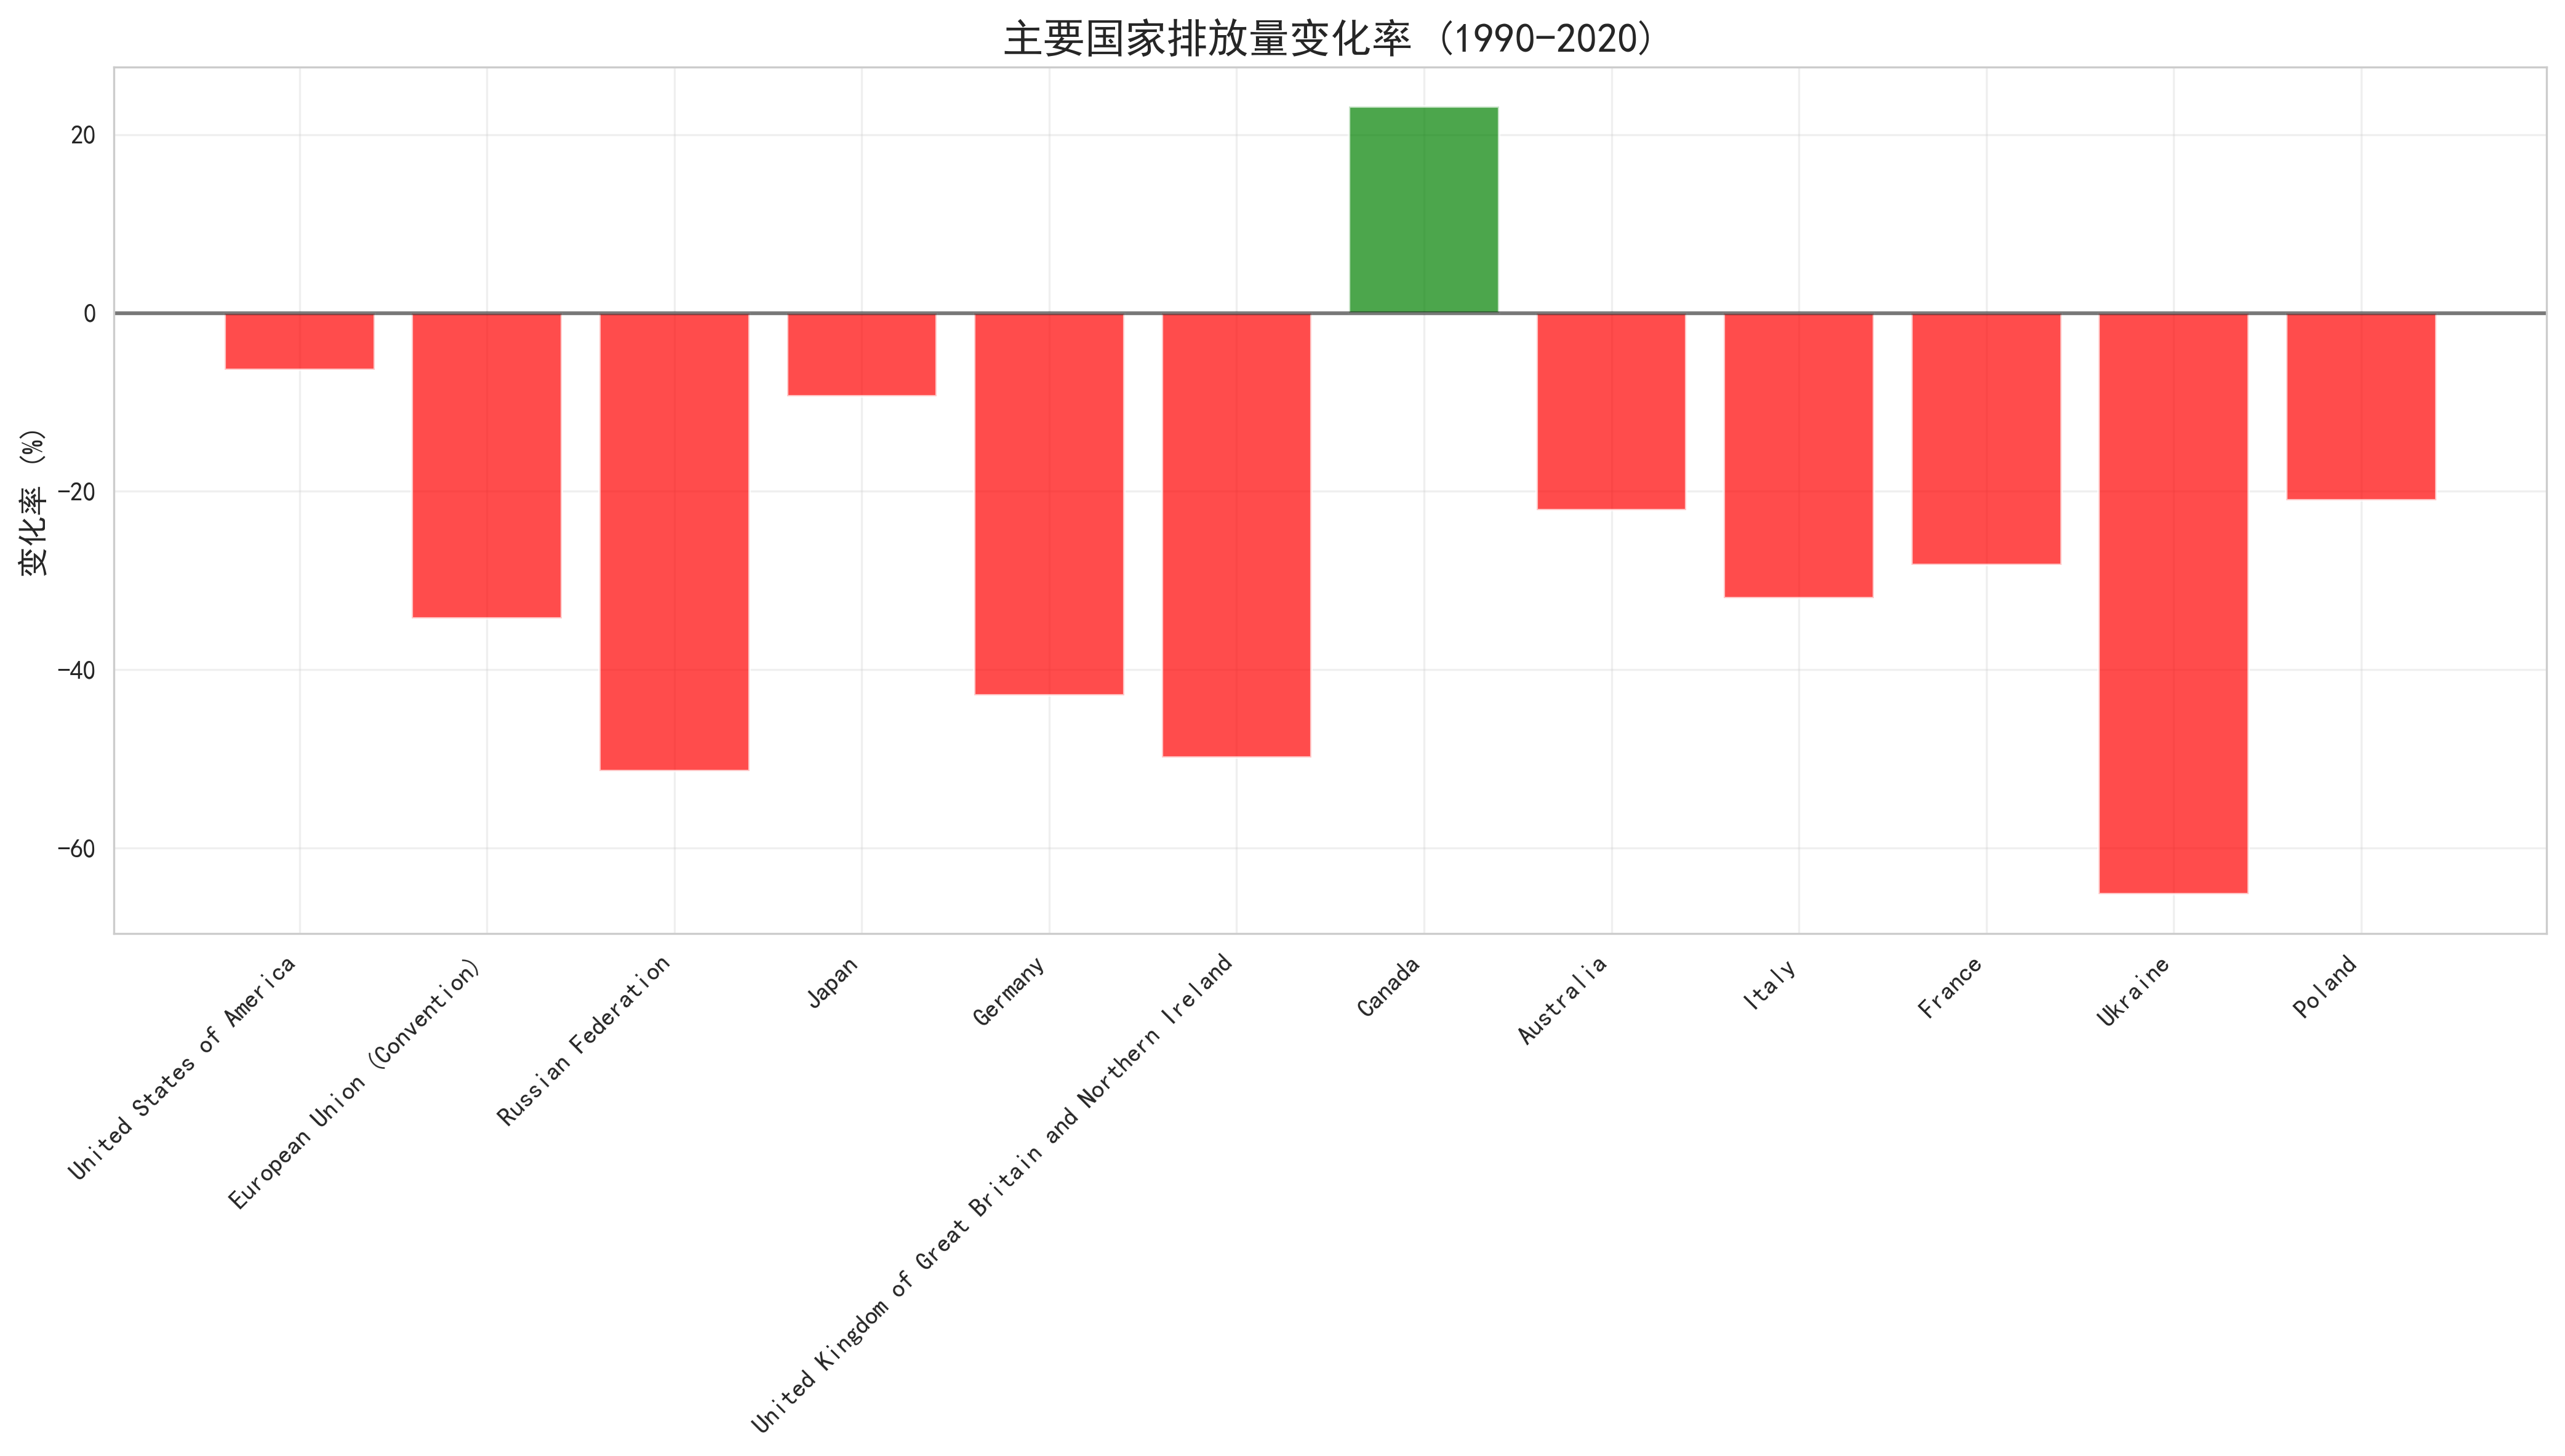 主要国家排放量变化率 (1990-2020)
变化率 (%)
20
0
-20
-40
-60
United States of America
European Union (Convention)
Russian Federation
Japan
Germany
United Kingdom of Great Britain and Northern Ireland
Canada
Australia
Italy
France
Ukraine
Poland